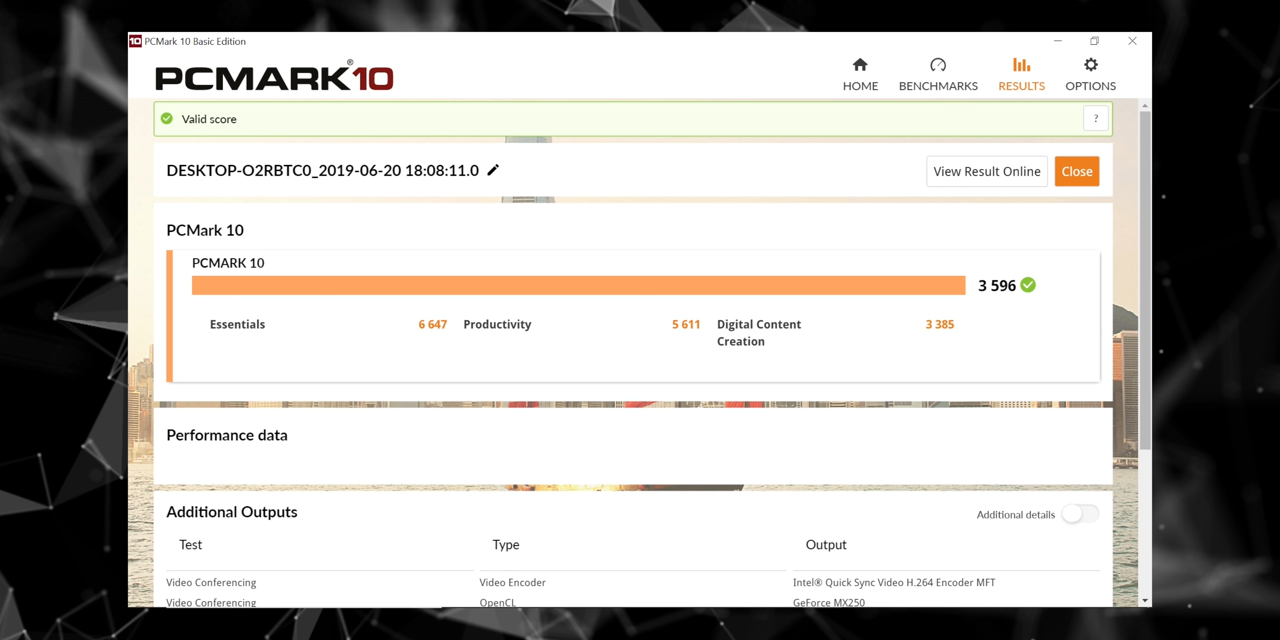 10 PCMark 10 Basic Edition
PCMARK®10
HOME BENCHMARKS RESULTS OPTIONS
Valid score ?
DESKTOP-O2RBTC0_2019-06-20 18:08:11.0 View Result Online Close
PCMark 10
PCMARK 10
3 596
Essentials 6 647 Productivity 5 611 Digital Content 3 385
Creation
Performance data
Additional Outputs Additional details
Test Type Output
Video Conferencing Video Encoder Intel® Quick Sync Video H.264 Encoder MFT
Video Conferencing OpenCL GeForce MX250